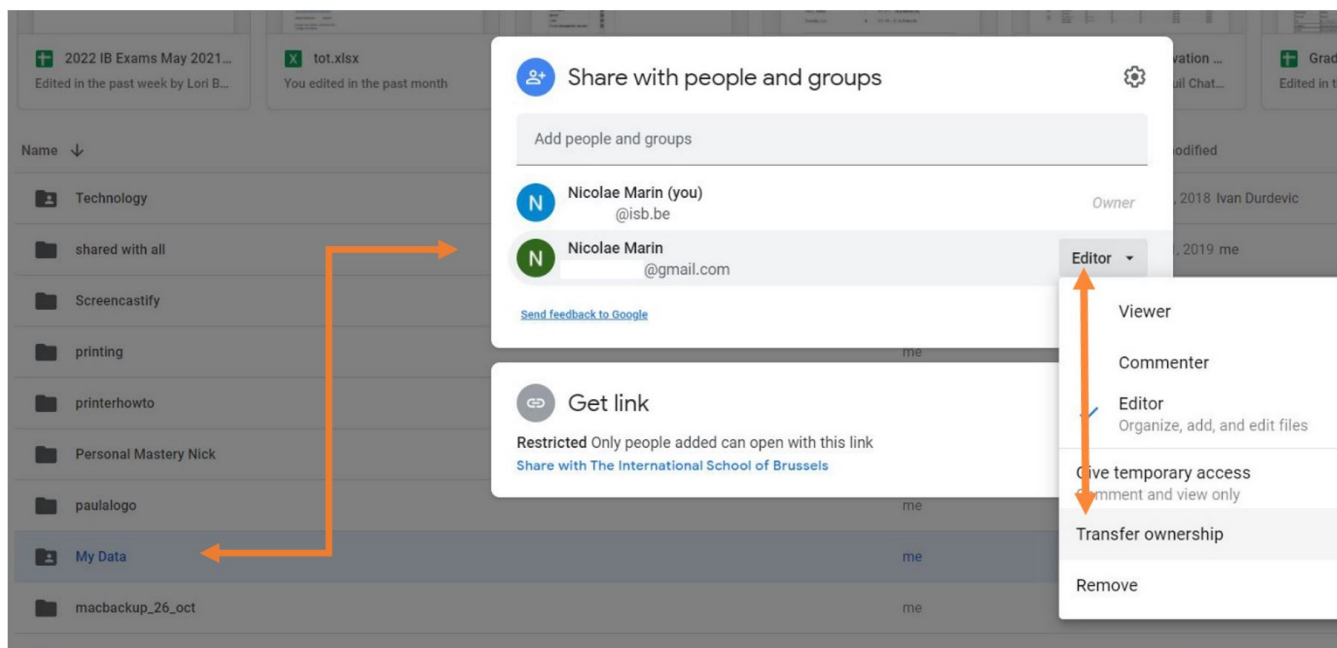 2022 IB Exams May 2021...
Edited in the past week by Lori B...
tot.xlsx
You edited in the past month
Share with people and groups
vation ...
uil Chat...
Grad
Edited in t
Add people and groups
Name
odified
Nicolae Marin (you)
@isb.be
Owner
Technology
, 2018 Ivan Durdevic
Nicolae Marin
@gmail.com
Editor
shared with all
, 2019 me
Screencastify
Send feedback to Google
Viewer
printing
me
Commenter
Get link
Editor
Organize, add, and edit files
printerhowto
Restricted Only people added can open with this link
Personal Mastery Nick
Share with The International School of Brussels
Give temporary access
Comment and view only
paulalogo
me
Transfer ownership
My Data
me
Remove
macbackup_26_oct
me